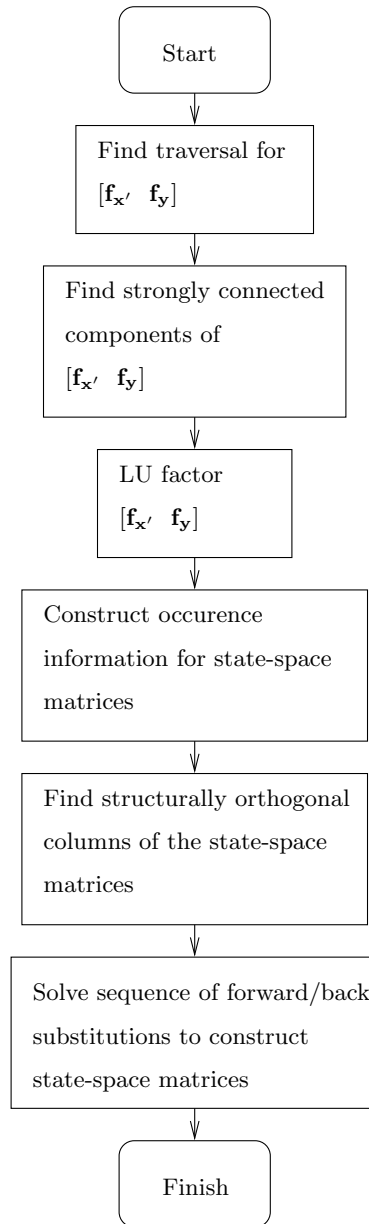 Start
Find traversal for
[f_x′ f_y]
Find strongly connected
components of
[f_x′ f_y]
LU factor
[f_x′ f_y]
Construct occurence
information for state-space
matrices
Find structurally orthogonal
columns of the state-space
matrices
Solve sequence of forward/back
substitutions to construct
state-space matrices
Finish